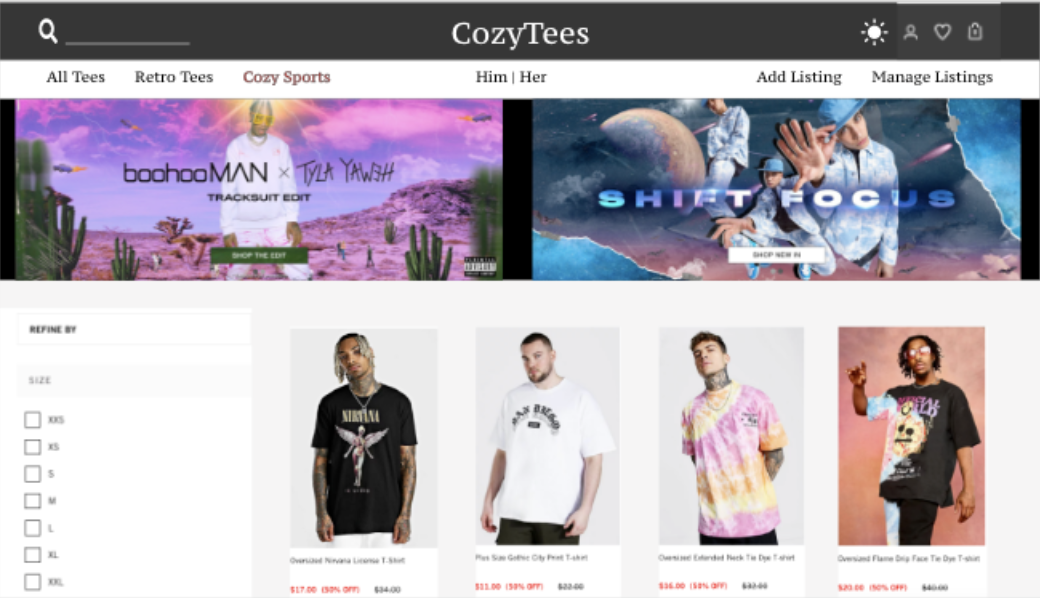 CozyTees
All Tees Retro Tees Cozy Sports Him | Her Add Listing Manage Listings
boohooMAN × TYLA YAWEH
TRACKSUIT EDIT
SHOP THE EDIT
PARENTAL
ADVISORY
SHIFT FOCUS
SHOP NEW IN
REFINE BY
SIZE
XXS
XS
S
M
L
XL
XXL
NIRVANA
SAN DIEGO
Oversized Nirvana License T-Shirt
$17.00 (50% OFF) $34.00
Plus Size Gothic City Print T-shirt
$11.00 (50% OFF) $22.00
Oversized Extended Neck Tie Dye T-shirt
$16.00 (50% OFF) $32.00
Oversized Flame Drip Face Tie Dye T-shirt
$20.00 (50% OFF) $40.00